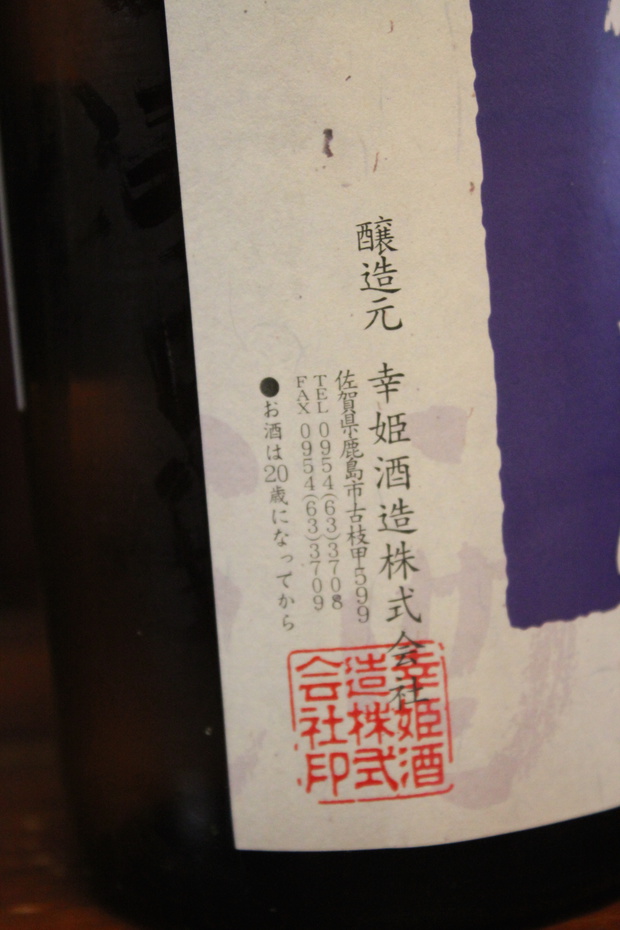 醸造元 幸姫酒造株式会社
佐賀県鹿島市古枝甲599
TEL 0954(63)3708
FAX 0954(63)3709
●お酒は20歳になってから
幸姫酒
造株式
会社印